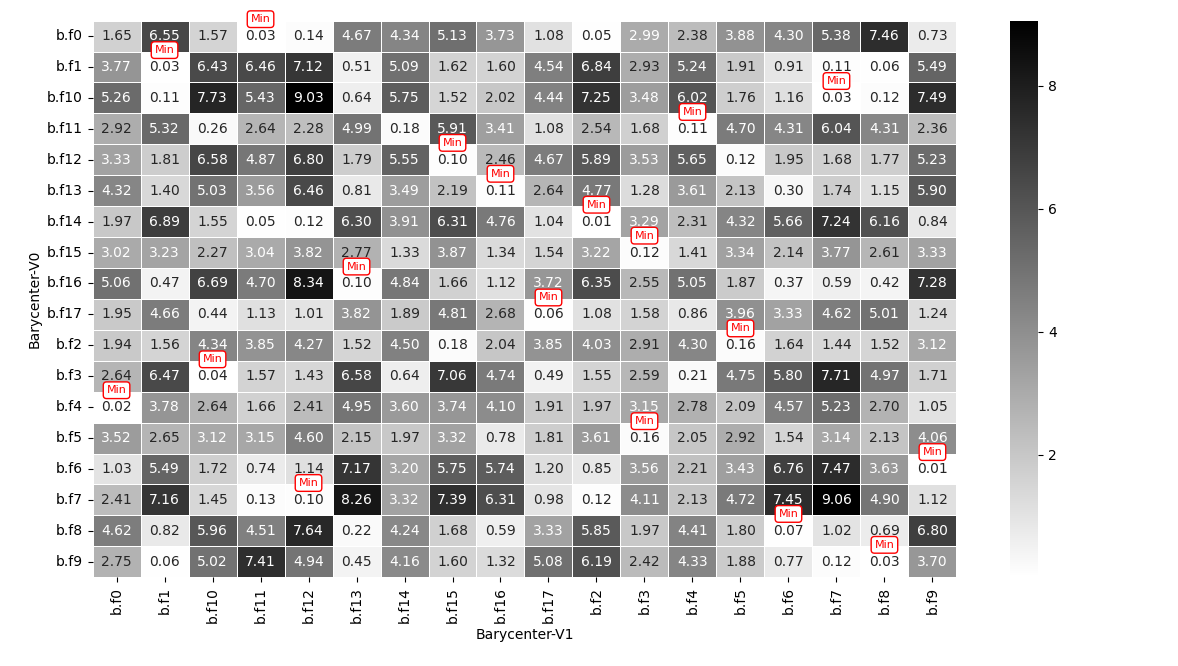 Min
b.f0 1.65 6.55 1.57 0.03 0.14 4.67 4.34 5.13 3.73 1.08 0.05 2.99 2.38 3.88 4.30 5.38 7.46 0.73
Min
b.f1 3.77 0.03 6.43 6.46 7.12 0.51 5.09 1.62 1.60 4.54 6.84 2.93 5.24 1.91 0.91 0.11 0.06 5.49
Min
8
b.f10 5.26 0.11 7.73 5.43 9.03 0.64 5.75 1.52 2.02 4.44 7.25 3.48 6.02 1.76 1.16 0.03 0.12 7.49
Min
b.f11 2.92 5.32 0.26 2.64 2.28 4.99 0.18 5.91 3.41 1.08 2.54 1.68 0.11 4.70 4.31 6.04 4.31 2.36
Min
b.f12 3.33 1.81 6.58 4.87 6.80 1.79 5.55 0.10 2.46 4.67 5.89 3.53 5.65 0.12 1.95 1.68 1.77 5.23
Min
b.f13 4.32 1.40 5.03 3.56 6.46 0.81 3.49 2.19 0.11 2.64 4.77 1.28 3.61 2.13 0.30 1.74 1.15 5.90
Min
6
b.f14 1.97 6.89 1.55 0.05 0.12 6.30 3.91 6.31 4.76 1.04 0.01 3.29 2.31 4.32 5.66 7.24 6.16 0.84
Min
b.f15 3.02 3.23 2.27 3.04 3.82 2.77 1.33 3.87 1.34 1.54 3.22 0.12 1.41 3.34 2.14 3.77 2.61 3.33
Min
b.f16 5.06 0.47 6.69 4.70 8.34 0.10 4.84 1.66 1.12 3.72 6.35 2.55 5.05 1.87 0.37 0.59 0.42 7.28
Min
Barycenter-V0
b.f17 1.95 4.66 0.44 1.13 1.01 3.82 1.89 4.81 2.68 0.06 1.08 1.58 0.86 3.96 3.33 4.62 5.01 1.24
Min
4
b.f2 1.94 1.56 4.34 3.85 4.27 1.52 4.50 0.18 2.04 3.85 4.03 2.91 4.30 0.16 1.64 1.44 1.52 3.12
Min
b.f3 2.64 6.47 0.04 1.57 1.43 6.58 0.64 7.06 4.74 0.49 1.55 2.59 0.21 4.75 5.80 7.71 4.97 1.71
Min
b.f4 0.02 3.78 2.64 1.66 2.41 4.95 3.60 3.74 4.10 1.91 1.97 3.15 2.78 2.09 4.57 5.23 2.70 1.05
Min
b.f5 3.52 2.65 3.12 3.15 4.60 2.15 1.97 3.32 0.78 1.81 3.61 0.16 2.05 2.92 1.54 3.14 2.13 4.06
Min
2
b.f6 1.03 5.49 1.72 0.74 1.14 7.17 3.20 5.75 5.74 1.20 0.85 3.56 2.21 3.43 6.76 7.47 3.63 0.01
Min
b.f7 2.41 7.16 1.45 0.13 0.10 8.26 3.32 7.39 6.31 0.98 0.12 4.11 2.13 4.72 7.45 9.06 4.90 1.12
Min
b.f8 4.62 0.82 5.96 4.51 7.64 0.22 4.24 1.68 0.59 3.33 5.85 1.97 4.41 1.80 0.07 1.02 0.69 6.80
Min
b.f9 2.75 0.06 5.02 7.41 4.94 0.45 4.16 1.60 1.32 5.08 6.19 2.42 4.33 1.88 0.77 0.12 0.03 3.70
b.f0 b.f1 b.f10 b.f11 b.f12 b.f13 b.f14 b.f15 b.f16 b.f17 b.f2 b.f3 b.f4 b.f5 b.f6 b.f7 b.f8 b.f9
Barycenter-V1